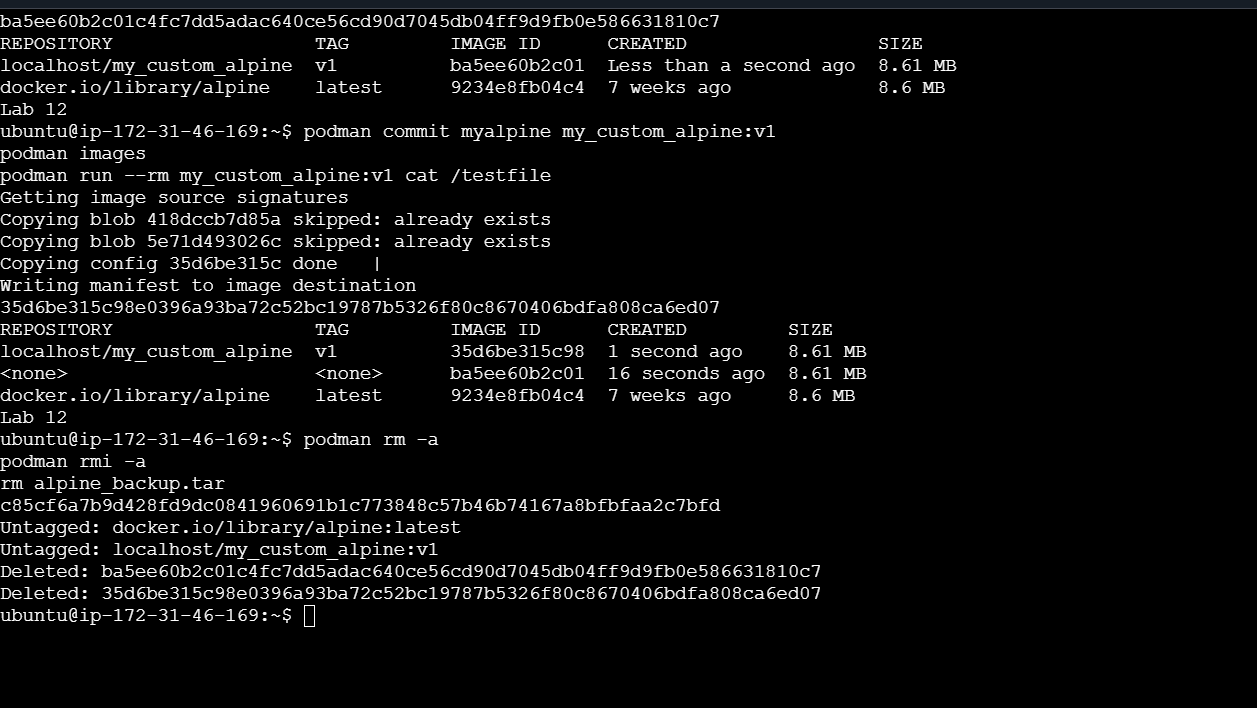 ba5ee60b2c01c4fc7dd5adac640ce56cd90d7045db04ff9d9fb0e586631810c7
REPOSITORY                  TAG         IMAGE ID      CREATED                 SIZE
localhost/my_custom_alpine  v1          ba5ee60b2c01  Less than a second ago  8.61 MB
docker.io/library/alpine    latest      9234e8fb04c4  7 weeks ago             8.6 MB
Lab 12
ubuntu@ip-172-31-46-169:~$ podman commit myalpine my_custom_alpine:v1
podman images
podman run --rm my_custom_alpine:v1 cat /testfile
Getting image source signatures
Copying blob 418dccb7d85a skipped: already exists
Copying blob 5e71d493026c skipped: already exists
Copying config 35d6be315c done   |
Writing manifest to image destination
35d6be315c98e0396a93ba72c52bc19787b5326f80c8670406bdfa808ca6ed07
REPOSITORY                  TAG         IMAGE ID      CREATED         SIZE
localhost/my_custom_alpine  v1          35d6be315c98  1 second ago    8.61 MB
<none>                      <none>      ba5ee60b2c01  16 seconds ago  8.61 MB
docker.io/library/alpine    latest      9234e8fb04c4  7 weeks ago     8.6 MB
Lab 12
ubuntu@ip-172-31-46-169:~$ podman rm -a
podman rmi -a
rm alpine_backup.tar
c85cf6a7b9d428fd9dc0841960691b1c773848c57b46b74167a8bfbfaa2c7bfd
Untagged: docker.io/library/alpine:latest
Untagged: localhost/my_custom_alpine:v1
Deleted: ba5ee60b2c01c4fc7dd5adac640ce56cd90d7045db04ff9d9fb0e586631810c7
Deleted: 35d6be315c98e0396a93ba72c52bc19787b5326f80c8670406bdfa808ca6ed07
ubuntu@ip-172-31-46-169:~$